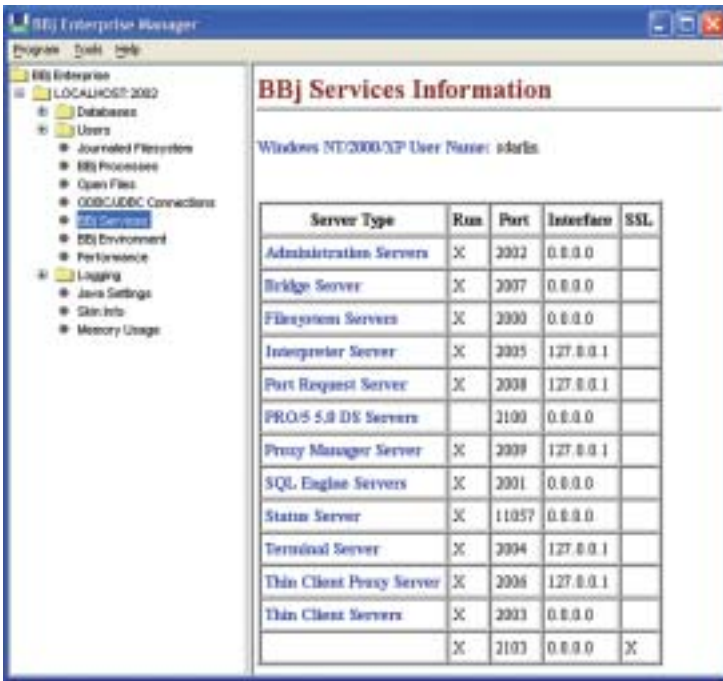 BBj Enterprise Manager
Program Tools Help
BBj Enterprise
LOCALHOST:2002
Databases
Users
Journaled Filesystem
BBj Processes
Open Files
ODBC/JDBC Connections
BBj Services
BBj Environment
Performance
Logging
Java Settings
Skin Info
Memory Usage
BBj Services Information
Windows NT/2000/XP User Name: sdarlin
Server Type Run Port Interface SSL
Administration Servers X 2002 0.0.0.0
Bridge Server X 2007 0.0.0.0
Filesystem Servers X 2000 0.0.0.0
Interpreter Server X 2005 127.0.0.1
Port Request Server X 2008 127.0.0.1
PRO/5 5.0 DS Servers 2100 0.0.0.0
Proxy Manager Server X 2009 127.0.0.1
SQL Engine Servers X 2001 0.0.0.0
Status Server X 11057 0.0.0.0
Terminal Server X 2004 127.0.0.1
Thin Client Proxy Server X 2006 127.0.0.1
Thin Client Servers X 2003 0.0.0.0
X 2103 0.0.0.0 X